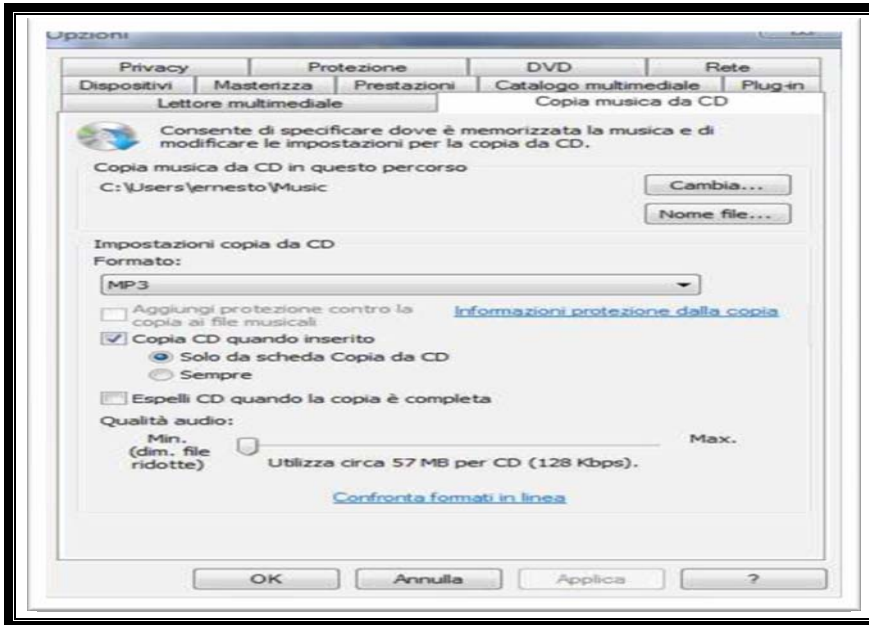 Opzioni
Privacy Protezione DVD Rete
Dispositivi Masterizza Prestazioni Catalogo multimediale Plug-in
Lettore multimediale Copia musica da CD
Consente di specificare dove è memorizzata la musica e di
modificare le impostazioni per la copia da CD.
Copia musica da CD in questo percorso
C:\Users\ernesto\Music
Cambia...
Nome file...
Impostazioni copia da CD
Formato:
MP3
Aggiungi protezione contro la
copia ai file musicali
Informazioni protezione dalla copia
Copia CD quando inserito
Solo da scheda Copia da CD
Sempre
Espelli CD quando la copia è completa
Qualità audio:
Min.
(dim. file
ridotte)
Max.
Utilizza circa 57 MB per CD (128 Kbps).
Confronta formati in linea
OK Annulla Applica ?